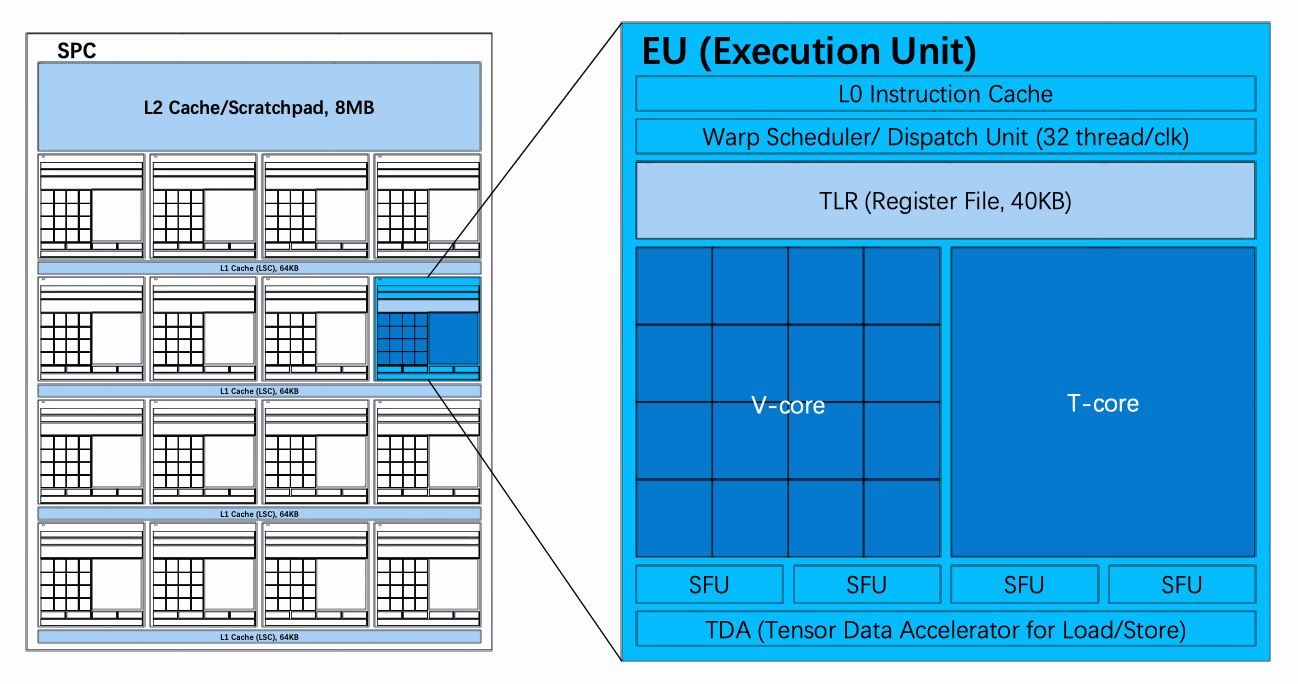 SPC
L2 Cache/Scratchpad, 8MB
L1 Cache (LSC), 64KB
L1 Cache (LSC), 64KB
L1 Cache (LSC), 64KB
L1 Cache (LSC), 64KB
EU (Execution Unit)
L0 Instruction Cache
Warp Scheduler/ Dispatch Unit (32 thread/clk)
TLR (Register File, 40KB)
V-core
T-core
SFU
SFU
SFU
SFU
TDA (Tensor Data Accelerator for Load/Store)